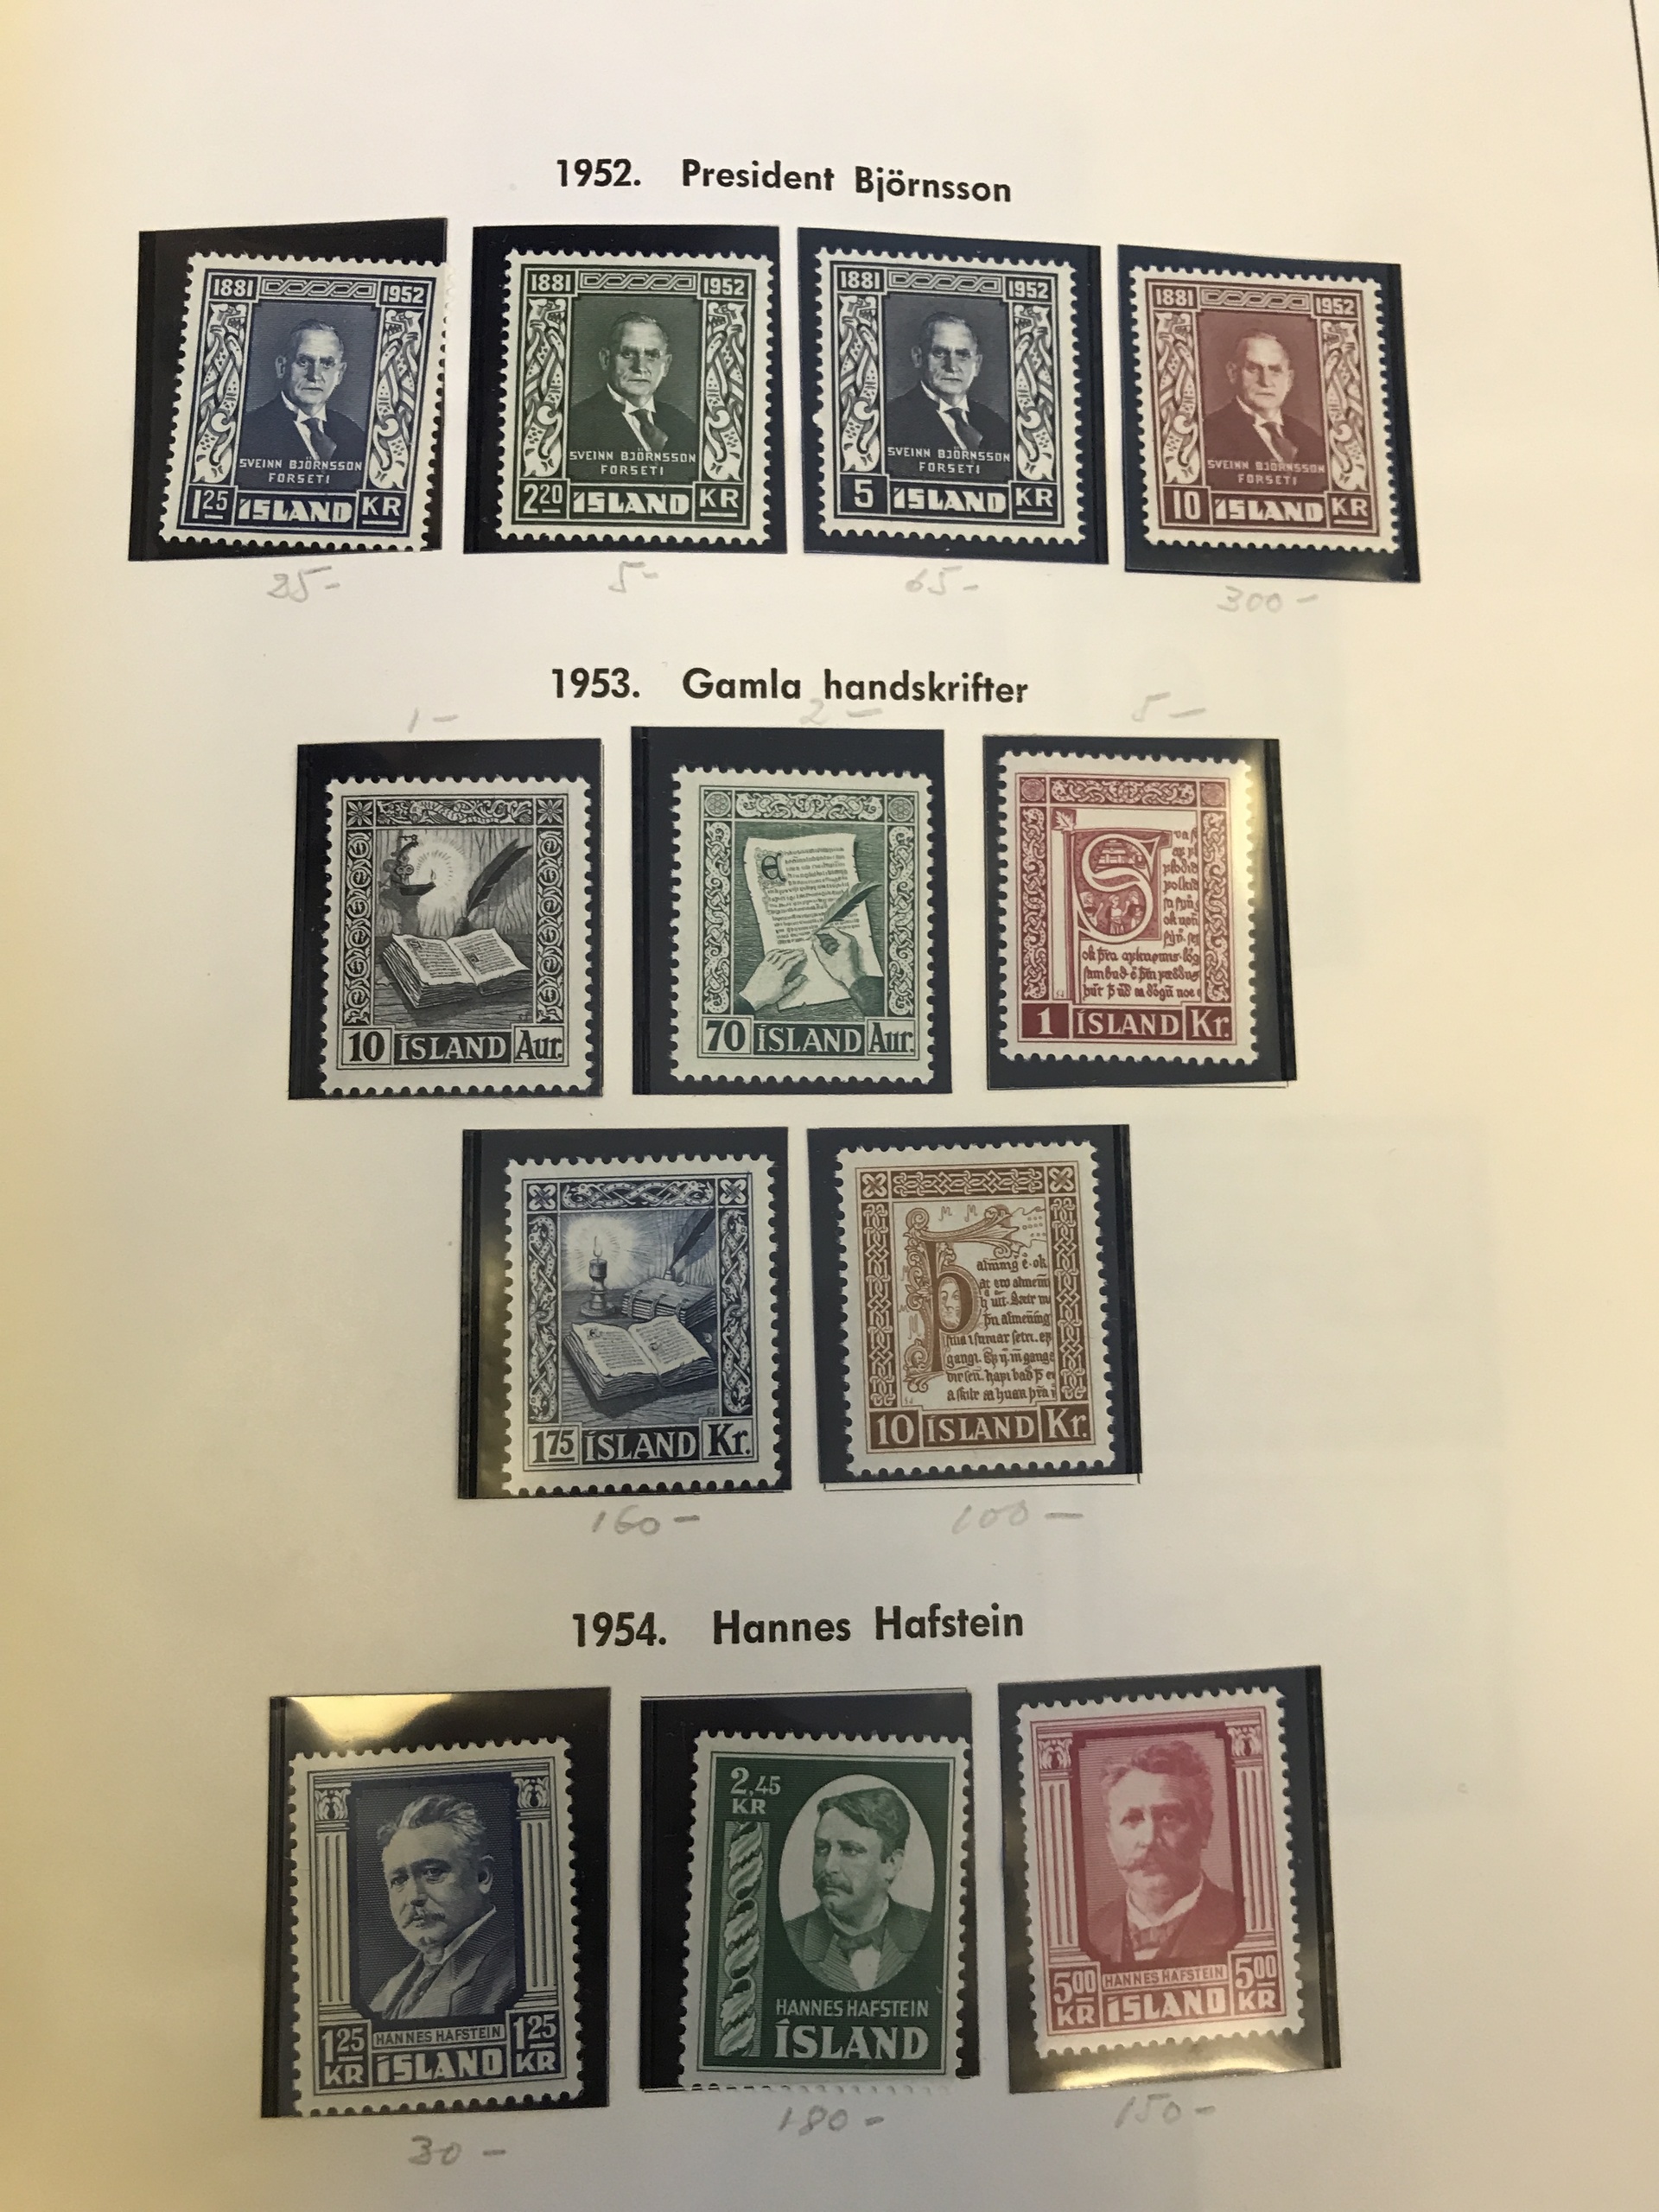 1952. President Björnsson
1881 1952
SVEINN BJÖRNSSON
FORSETI
1 25 ÍSLAND KR
1881 1952
SVEINN BJÖRNSSON
FORSETI
2 20 ÍSLAND KR
1881 1952
SVEINN BJÖRNSSON
FORSETI
5 ÍSLAND KR
1881 1952
SVEINN BJÖRNSSON
FORSETI
10 ÍSLAND KR
25-
5-
65-
300-
1953. Gamla handskrifter
1-
2-
5-
10 ÍSLAND Aur.
70 ÍSLAND Aur.
1 ÍSLAND Kr.
1 75 ÍSLAND Kr.
10 ÍSLAND Kr.
160-
100-
1954. Hannes Hafstein
HANNES HAFSTEIN
1 25 KR ÍSLAND 1 25 KR
2,45
KR
HANNES HAFSTEIN
ÍSLAND
HANNES HAFSTEIN
5 00 KR ÍSLAND 5 00 KR
30-
180-
150-